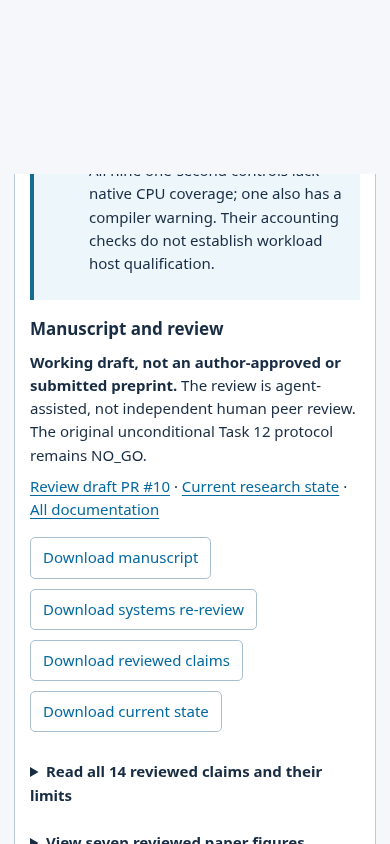 All nine one-second controls lack
native CPU coverage; one also has a
compiler warning. Their accounting
checks do not establish workload
host qualification.
Manuscript and review
Working draft, not an author-approved or
submitted preprint. The review is agent-
assisted, not independent human peer review.
The original unconditional Task 12 protocol
remains NO_GO.
Review draft PR #10 · Current research state ·
All documentation
Download manuscript
Download systems re-review
Download reviewed claims
Download current state
Read all 14 reviewed claims and their
limits
View seven reviewed paper figures